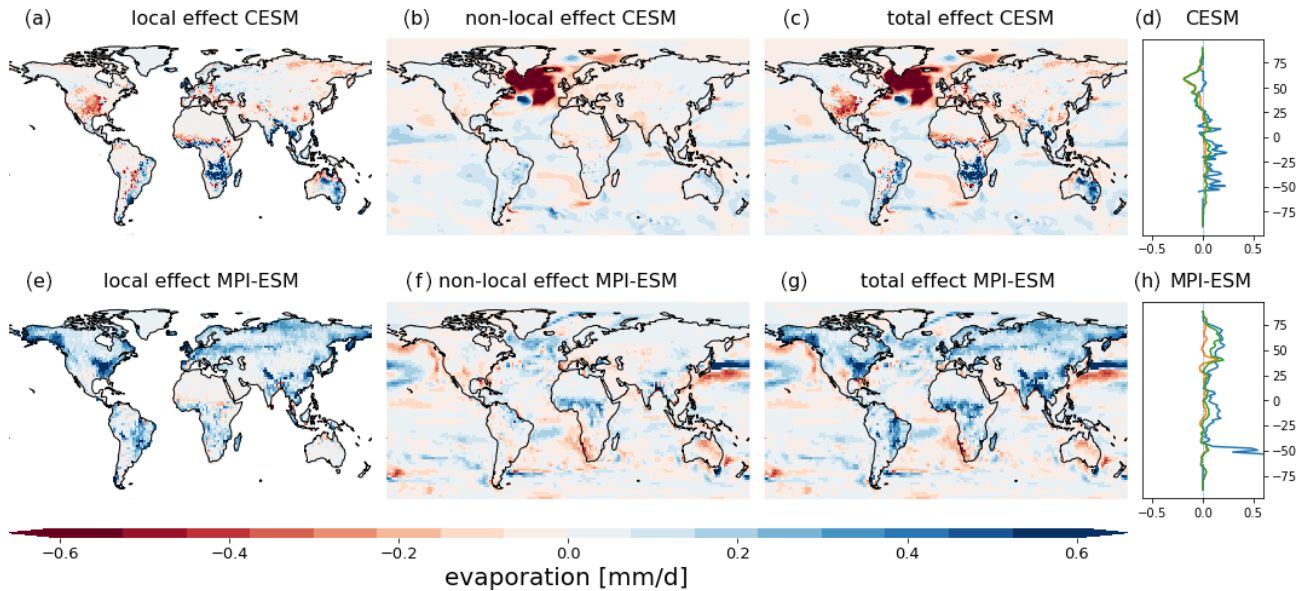 (a) local effect CESM
(b) non-local effect CESM
(c) total effect CESM
(d) CESM
75
50
25
0
−25
−50
−75
−0.5 0.0 0.5
(e) local effect MPI-ESM
(f) non-local effect MPI-ESM
(g) total effect MPI-ESM
(h) MPI-ESM
75
50
25
0
−25
−50
−75
−0.5 0.0 0.5
−0.6 −0.4 −0.2 0.0 0.2 0.4 0.6
evaporation [mm/d]